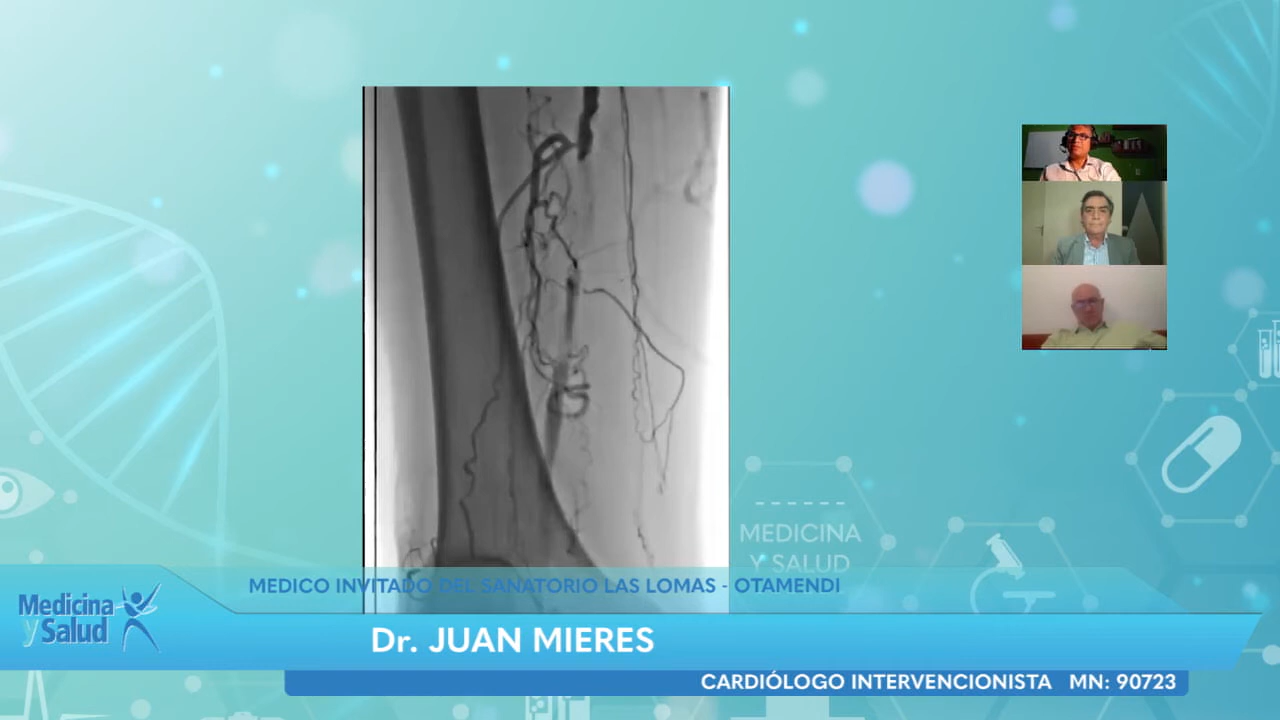 MEDICINA
Y SALUD
MEDICO INVITADO DEL SANATORIO LAS LOMAS - OTAMENDI
Medicina
y Salud
Dr. JUAN MIERES
CARDIÓLOGO INTERVENCIONISTA MN: 90723